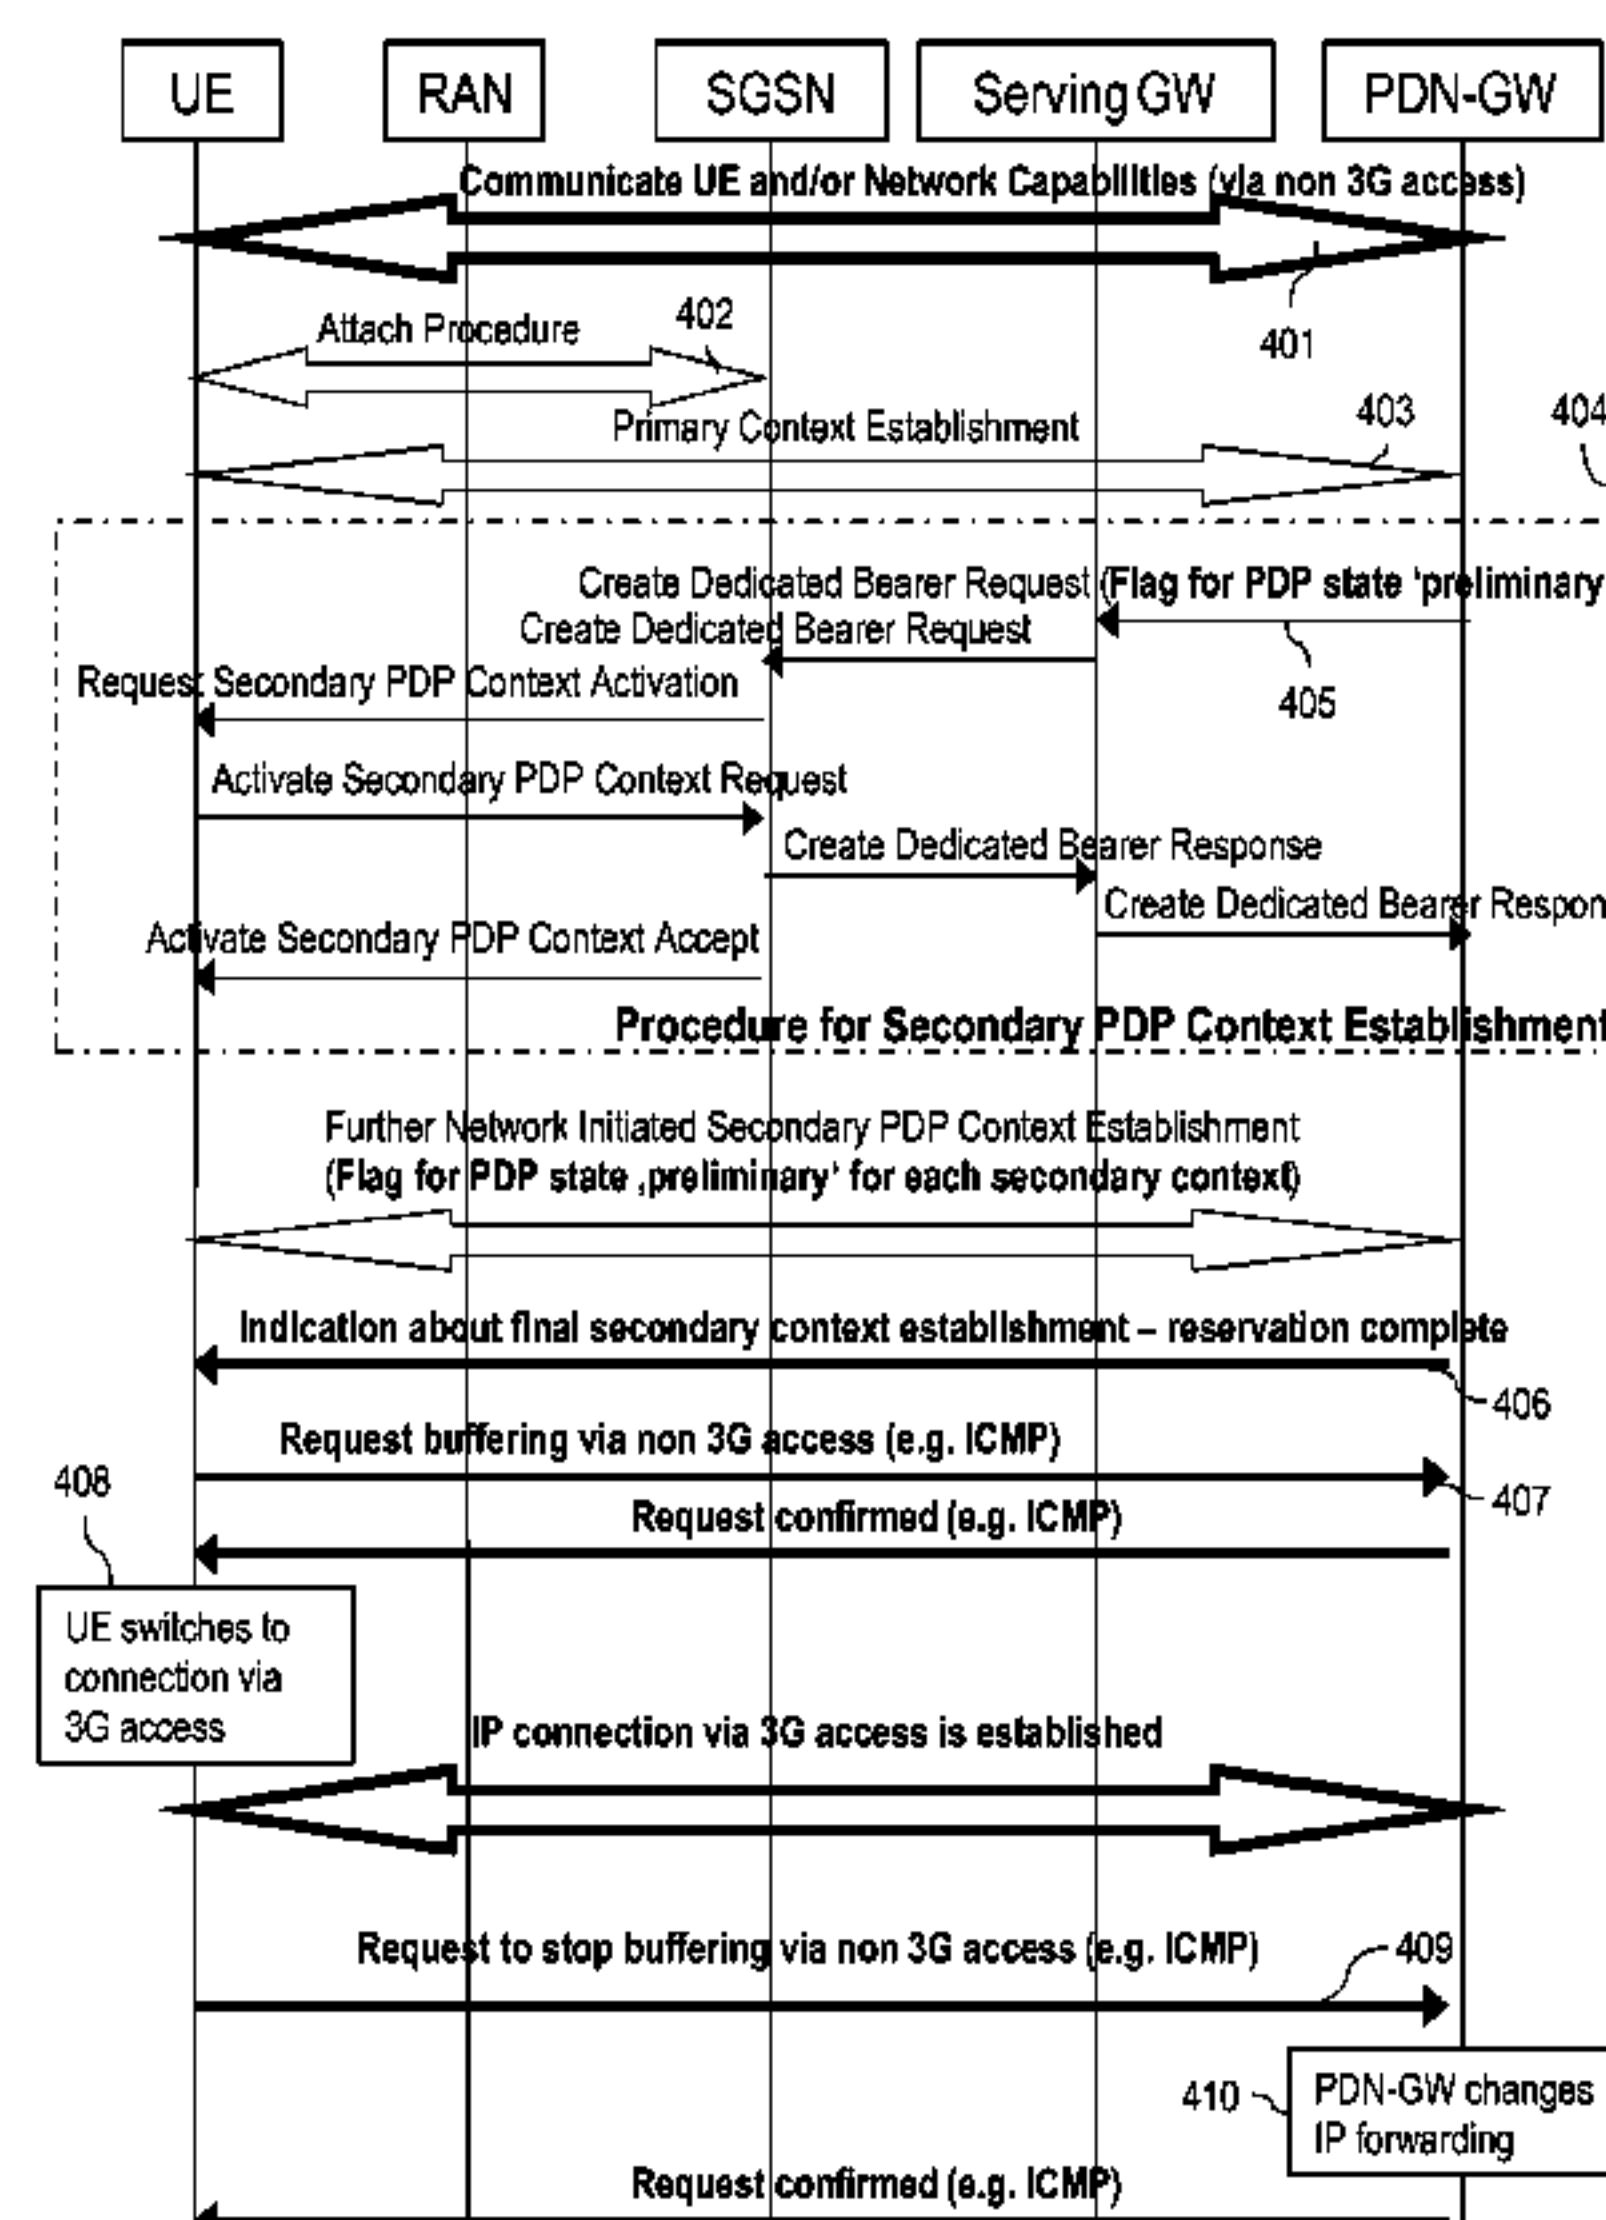 UE RAN SGSN Serving GW PDN-GW
Communicate UE and/or Network Capabilities (via non 3G access)
401
Attach Procedure 402
Primary Context Establishment 403 404
Create Dedicated Bearer Request (Flag for PDP state 'preliminary
Create Dedicated Bearer Request
405
Request Secondary PDP Context Activation
Activate Secondary PDP Context Request
Create Dedicated Bearer Response
Create Dedicated Bearer Respon
Activate Secondary PDP Context Accept
Procedure for Secondary PDP Context Establishment
Further Network Initiated Secondary PDP Context Establishment
(Flag for PDP state ‚preliminary' for each secondary context)
Indication about final secondary context establishment – reservation complete
406
Request buffering via non 3G access (e.g. ICMP)
407
Request confirmed (e.g. ICMP)
408
UE switches to
connection via
3G access
IP connection via 3G access is established
Request to stop buffering via non 3G access (e.g. ICMP) 409
410
PDN-GW changes
IP forwarding
Request confirmed (e.g. ICMP)